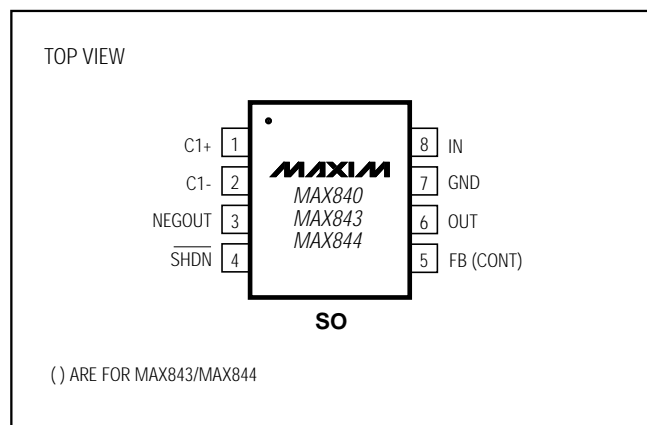 TOP VIEW
C1+ 1
C1- 2
NEGOUT 3
SHDN 4
MAXIM
MAX840
MAX843
MAX844
8 IN
7 GND
6 OUT
5 FB (CONT)
SO
( ) ARE FOR MAX843/MAX844